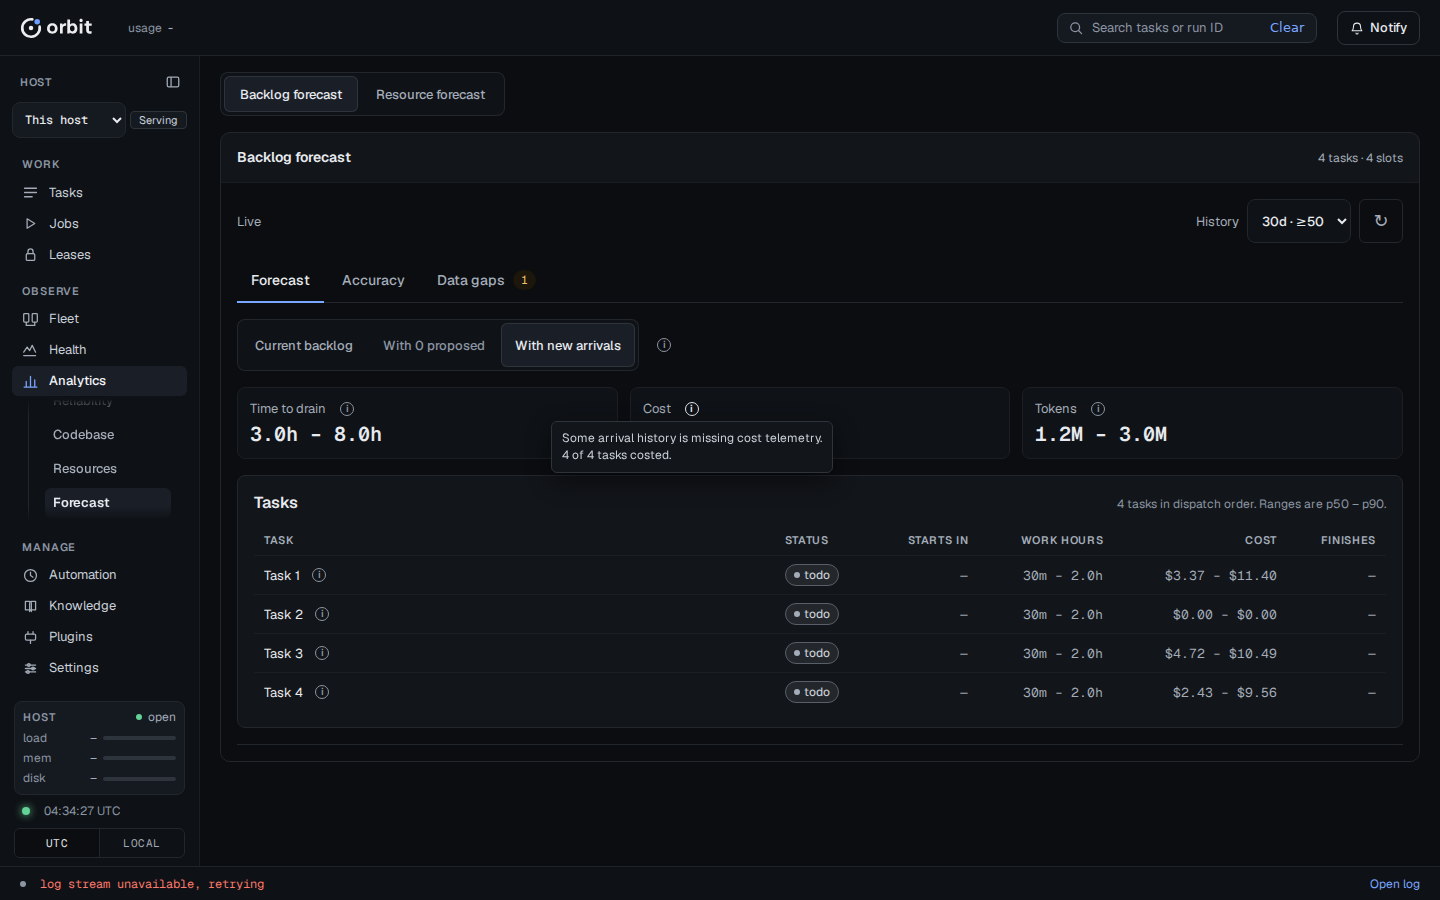 orbit
usage -
Search tasks or run ID
Clear
Notify
HOST
This host
Serving
WORK
Tasks
Jobs
Leases
OBSERVE
Fleet
Health
Analytics
Reliability
Codebase
Resources
Forecast
MANAGE
Automation
Knowledge
Plugins
Settings
HOST
open
load –
mem –
disk –
04:34:27 UTC
UTC
LOCAL
Backlog forecast
Resource forecast
Backlog forecast
4 tasks · 4 slots
Live
History
30d · ≥50
Forecast
Accuracy
Data gaps 1
Current backlog
With 0 proposed
With new arrivals
Time to drain
3.0h – 8.0h
Cost
Some arrival history is missing cost telemetry.
4 of 4 tasks costed.
Tokens
1.2M – 3.0M
Tasks
4 tasks in dispatch order. Ranges are p50 – p90.
TASK STATUS STARTS IN WORK HOURS COST FINISHES
Task 1 todo — 30m – 2.0h $3.37 – $11.40 —
Task 2 todo — 30m – 2.0h $0.00 – $0.00 —
Task 3 todo — 30m – 2.0h $4.72 – $10.49 —
Task 4 todo — 30m – 2.0h $2.43 – $9.56 —
log stream unavailable, retrying
Open log